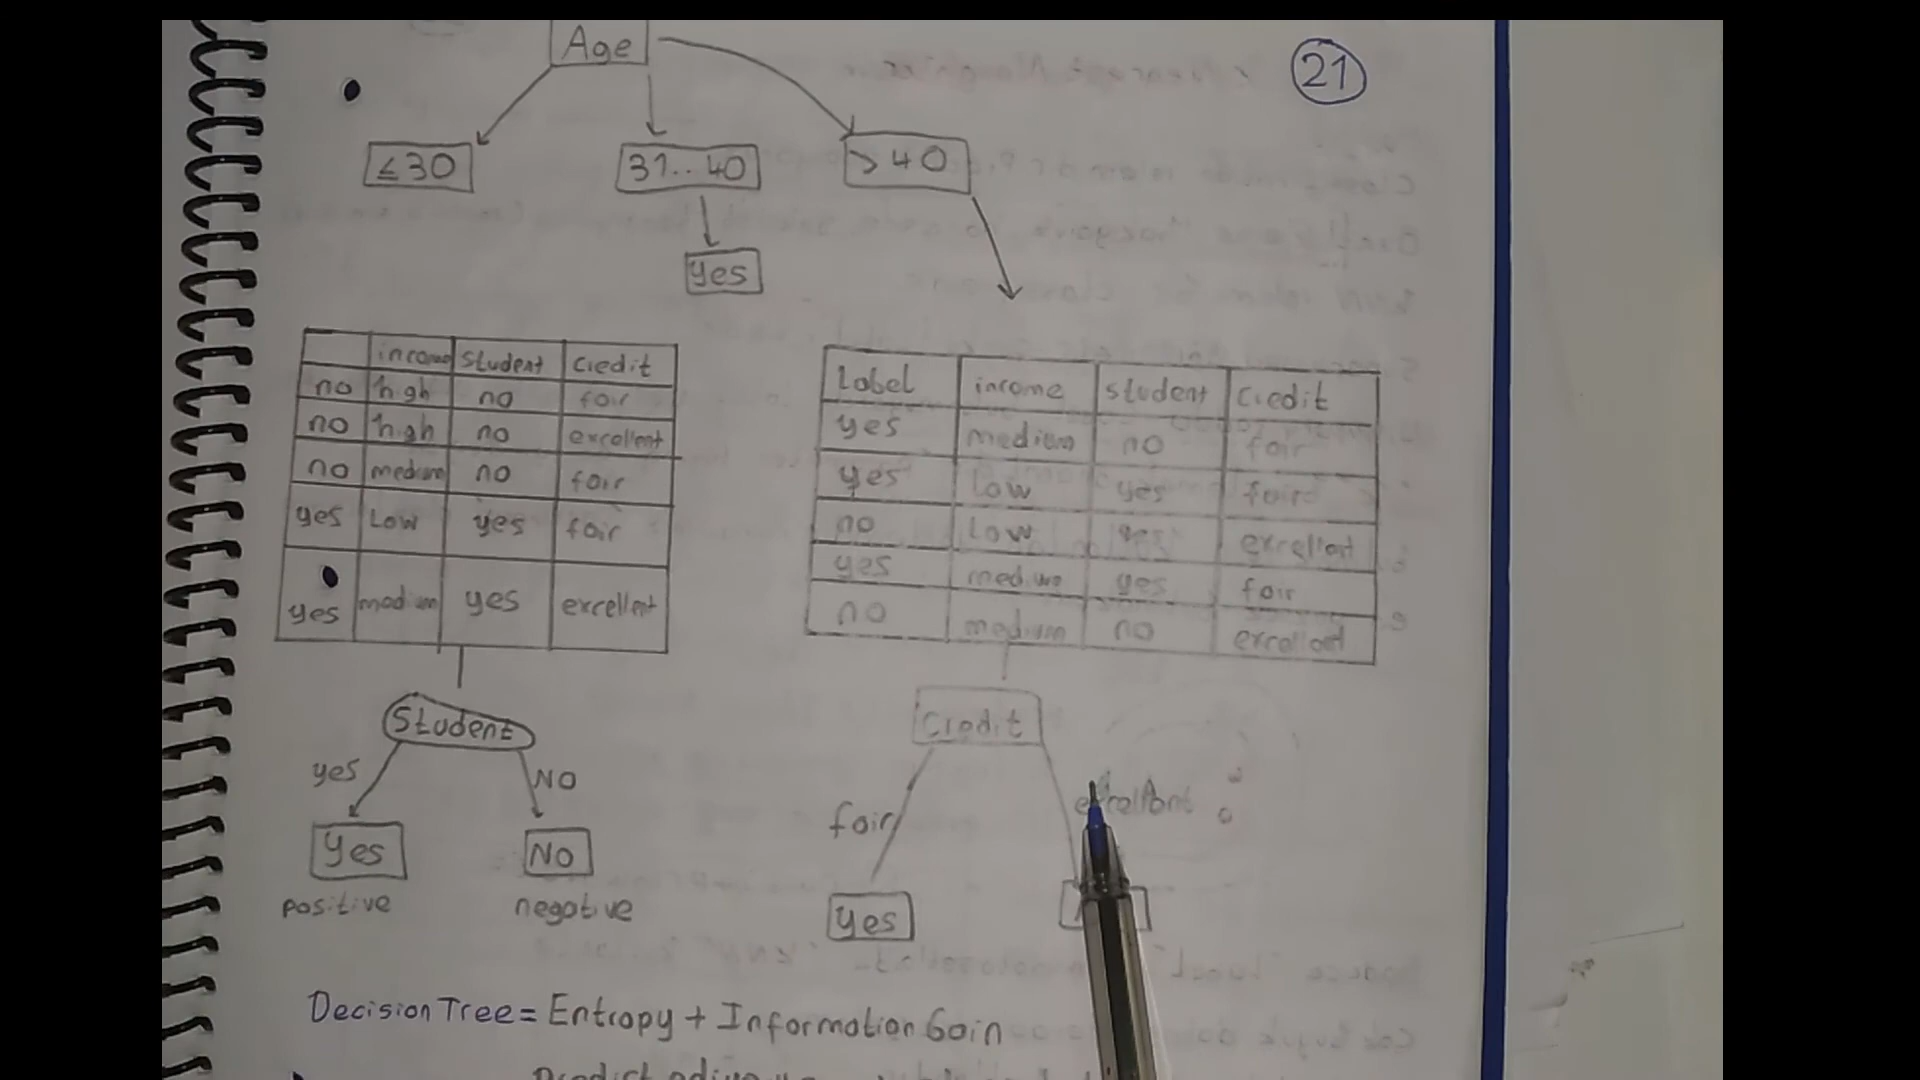 Age
21
≤30
31..40
>40
yes
income student credit
no high no fair
no high no excellent
no medium no fair
yes Low yes fair
yes medium yes excellent
Label income student credit
yes medium no fair
yes Low yes fair
no Low yes excellent
yes medium yes fair
no medium no excellent
Student
yes NO
Yes NO
positive negative
Credit
fair excellent
yes
Decision Tree = Entropy + Information Gain
Predict